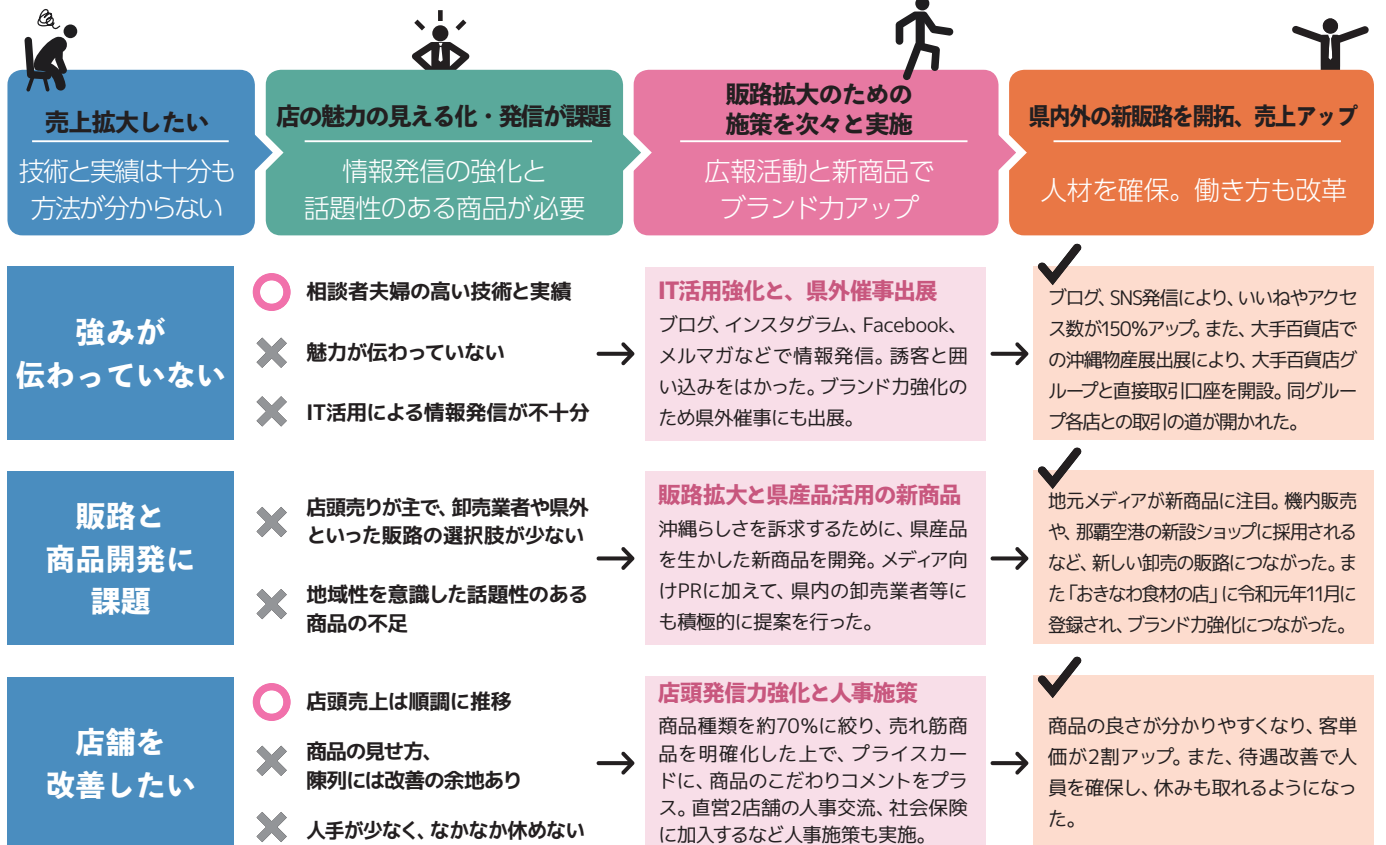 売上拡大したい
技術と実績は十分も
方法が分からない
店の魅力の見える化・発信が課題
情報発信の強化と
話題性のある商品が必要
販路拡大のための
施策を次々と実施
広報活動と新商品で
ブランド力アップ
県内外の新販路を開拓、売上アップ
人材を確保。働き方も改革
強みが
伝わっていない
相談者夫婦の高い技術と実績
魅力が伝わっていない
IT活用による情報発信が不十分
IT活用強化と、県外催事出展
ブログ、インスタグラム、Facebook、
メルマガなどで情報発信。誘客と囲
い込みをはかった。ブランド力強化の
ため県外催事にも出展。
ブログ、SNS発信により、いいねやアクセ
ス数が150%アップ。また、大手百貨店で
の沖縄物産展出展により、大手百貨店グ
ループと直接取引口座を開設。同グルー
プ各店との取引の道が開かれた。
販路と
商品開発に
課題
店頭売りが主で、卸売業者や県外
といった販路の選択肢が少ない
地域性を意識した話題性のある
商品の不足
販路拡大と県産品活用の新商品
沖縄らしさを訴求するために、県産品
を生かした新商品を開発。メディア向
けPRに加えて、県内の卸売業者等に
も積極的に提案を行った。
地元メディアが新商品に注目。機内販売
や、那覇空港の新設ショップに採用される
など、新しい卸売の販路につながった。ま
た「おきなわ食材の店」に令和元年11月に
登録され、ブランド力強化につながった。
店舗を
改善したい
店頭売上は順調に推移
商品の見せ方、
陳列には改善の余地あり
人手が少なく、なかなか休めない
店頭発信力強化と人事施策
商品種類を約70%に絞り、売れ筋商
品を明確化した上で、プライスカー
ドに、商品のこだわりコメントをプラ
ス。直営2店舗の人事交流、社会保険
に加入するなど人事施策も実施。
商品の良さが分かりやすくなり、客単
価が2割アップ。また、待遇改善で人
員を確保し、休みも取れるようになっ
た。